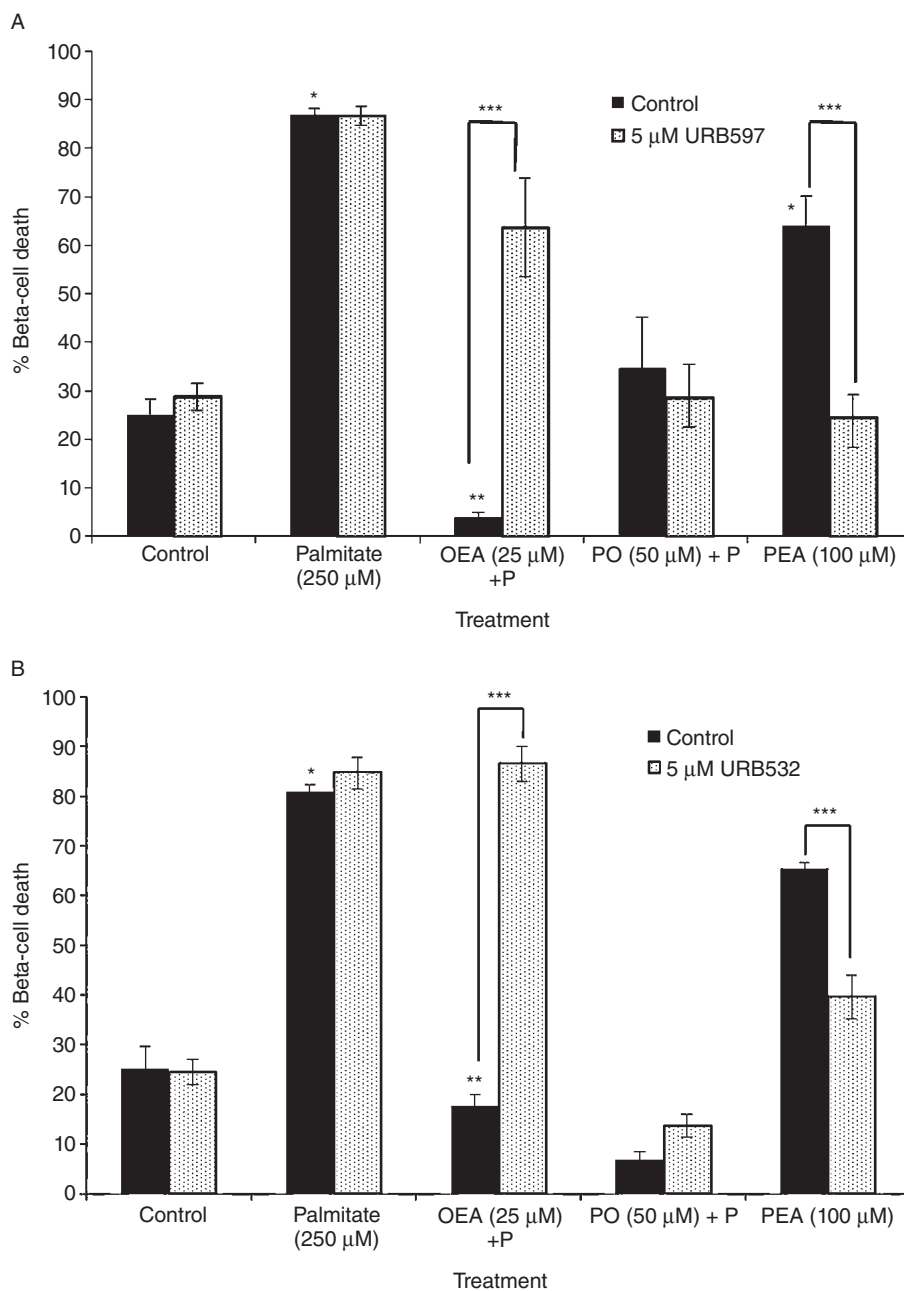 A
100
90
80
70
60
50
40
30
20
10
0
% Beta-cell death
*
***
**
*
***
Control
5 μM URB597
Control
Palmitate
(250 μM)
OEA (25 μM)
+P
PO (50 μM) + P
PEA (100 μM)
Treatment
B
100
90
80
70
60
50
40
30
20
10
0
% Beta-cell death
*
***
**
***
Control
5 μM URB532
Control
Palmitate
(250 μM)
OEA (25 μM)
+P
PO (50 μM) + P
PEA (100 μM)
Treatment